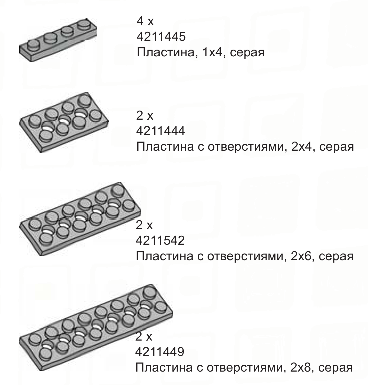 4 x
4211445
Пластина, 1x4, серая
2 x
4211444
Пластина с отверстиями, 2x4, серая
2 x
4211542
Пластина с отверстиями, 2x6, серая
2 x
4211449
Пластина с отверстиями, 2x8, серая